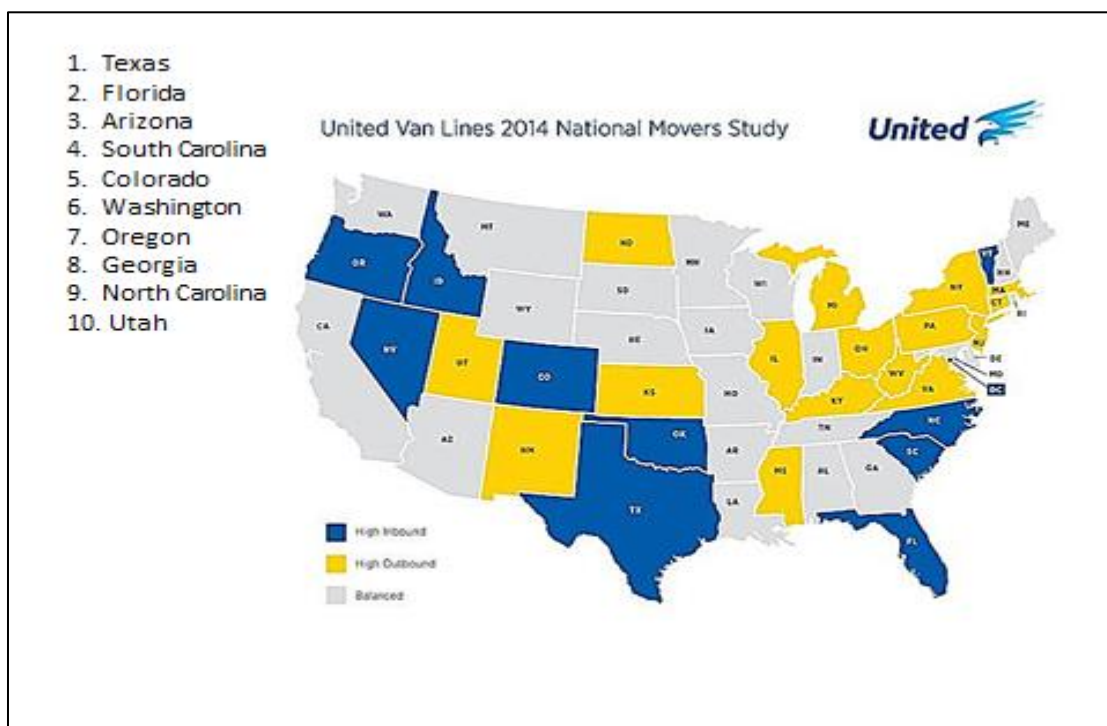 1. Texas
2. Florida
3. Arizona
4. South Carolina
5. Colorado
6. Washington
7. Oregon
8. Georgia
9. North Carolina
10. Utah
United Van Lines 2014 National Movers Study
United
WA
MT
ND
MN
ME
OR
ID
SD
WI
VT
NH
WY
MI
NY
MA
CT
RI
CA
NV
NE
IA
PA
NJ
UT
CO
IL
IN
OH
DE
MD
DC
KS
MO
WV
VA
KY
AZ
NM
OK
AR
TN
NC
SC
MS
AL
GA
TX
LA
FL
High Inbound
High Outbound
Balanced